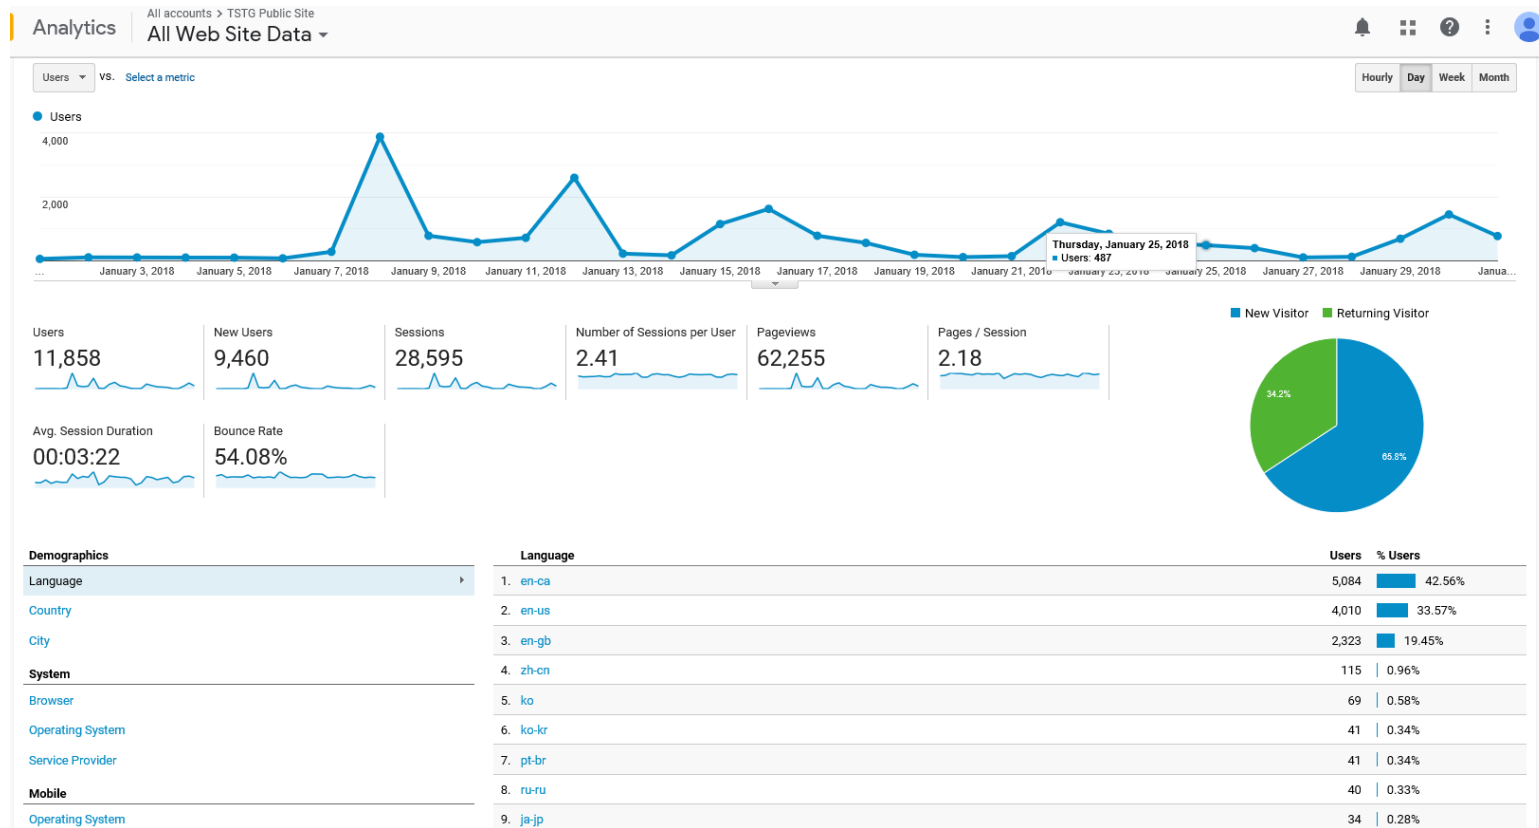 Analytics
All accounts > TSTG Public Site
All Web Site Data
Users
VS.
Select a metric
Hourly Day Week Month
Users
4,000
2,000
Thursday, January 25, 2018
Users: 487
... January 3, 2018 January 5, 2018 January 7, 2018 January 9, 2018 January 11, 2018 January 13, 2018 January 15, 2018 January 17, 2018 January 19, 2018 January 21, 2018 January 23, 2018 January 25, 2018 January 27, 2018 January 29, 2018 Janua...
New Visitor Returning Visitor
Users New Users Sessions Number of Sessions per User Pageviews Pages / Session
11,858 9,460 28,595 2.41 62,255 2.18
34.2%
65.8%
Avg. Session Duration Bounce Rate
00:03:22 54.08%
Demographics
Language
Country
City
System
Browser
Operating System
Service Provider
Mobile
Operating System
Language Users % Users
1. en-ca 5,084 42.56%
2. en-us 4,010 33.57%
3. en-gb 2,323 19.45%
4. zh-cn 115 0.96%
5. ko 69 0.58%
6. ko-kr 41 0.34%
7. pt-br 41 0.34%
8. ru-ru 40 0.33%
9. ja-jp 34 0.28%